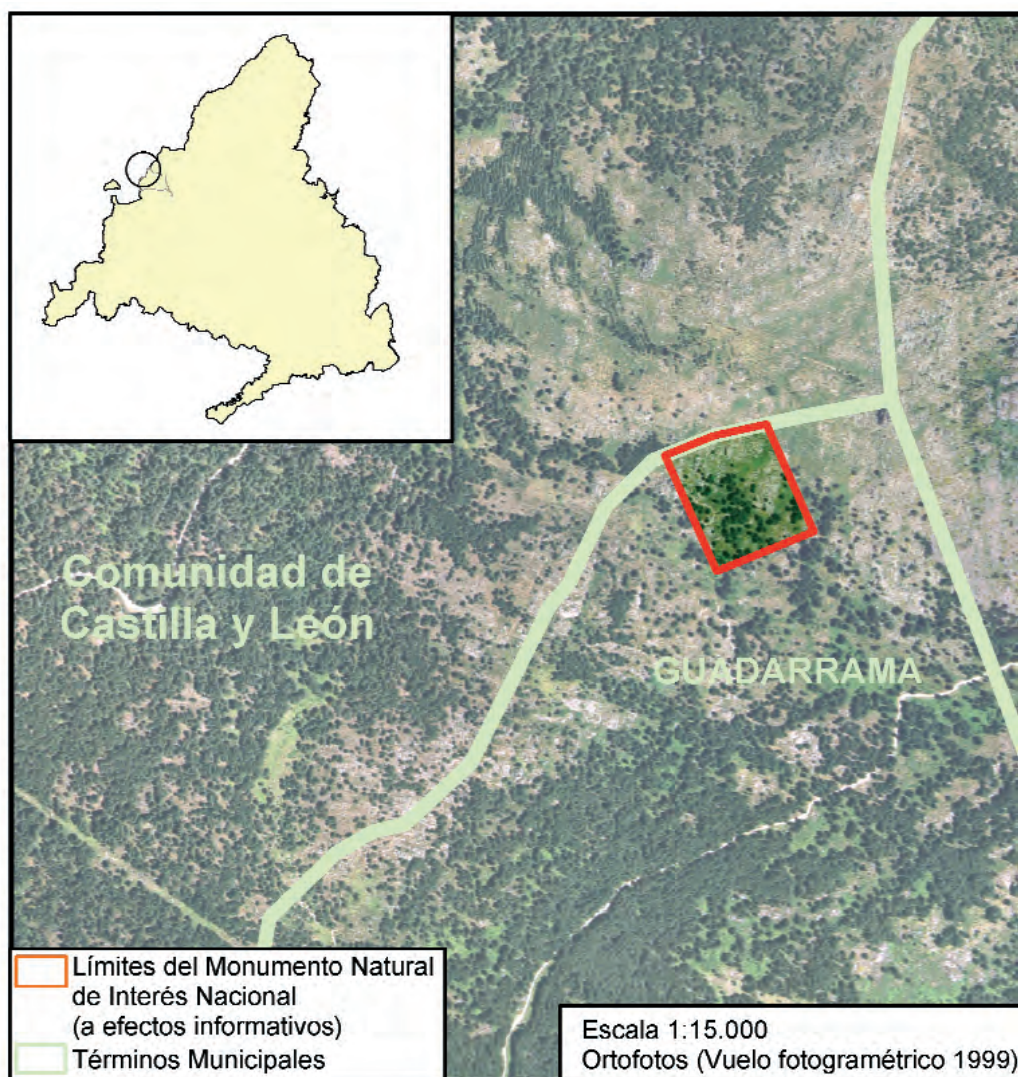 Comunidad de
Castilla y León
GUADARRAMA
Límites del Monumento Natural
de Interés Nacional
(a efectos informativos)
Términos Municipales
Escala 1:15.000
Ortofotos (Vuelo fotogramétrico 1999)